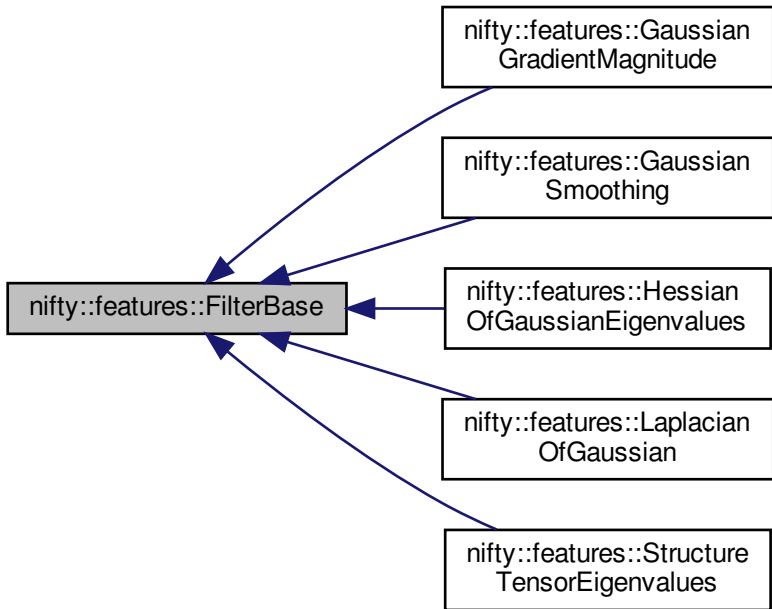 nifty::features::Gaussian
GradientMagnitude
nifty::features::Gaussian
Smoothing
nifty::features::FilterBase
nifty::features::Hessian
OfGaussianEigenvalues
nifty::features::Laplacian
OfGaussian
nifty::features::Structure
TensorEigenvalues